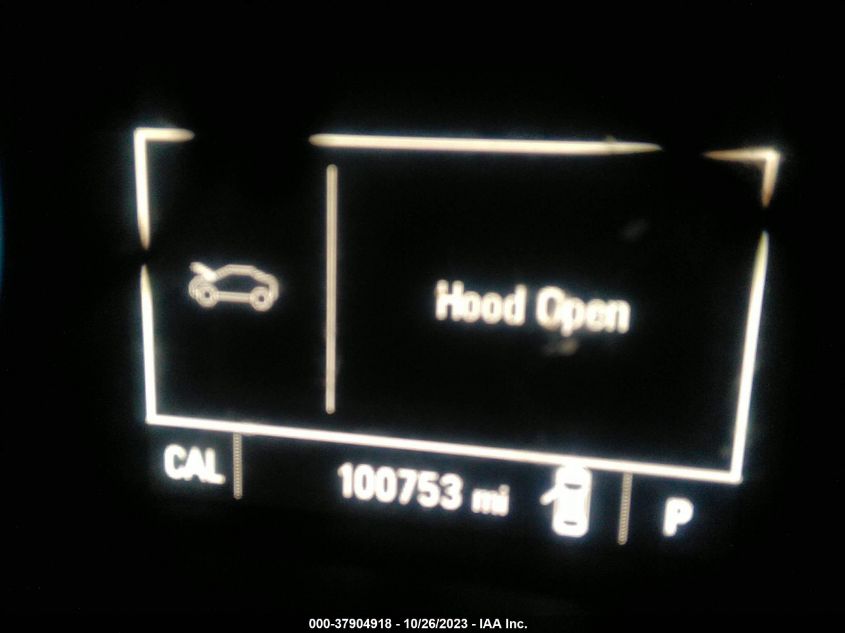 Hood Open
CAL
100753 mi
P
000-37904918 - 10/26/2023 - IAA Inc.